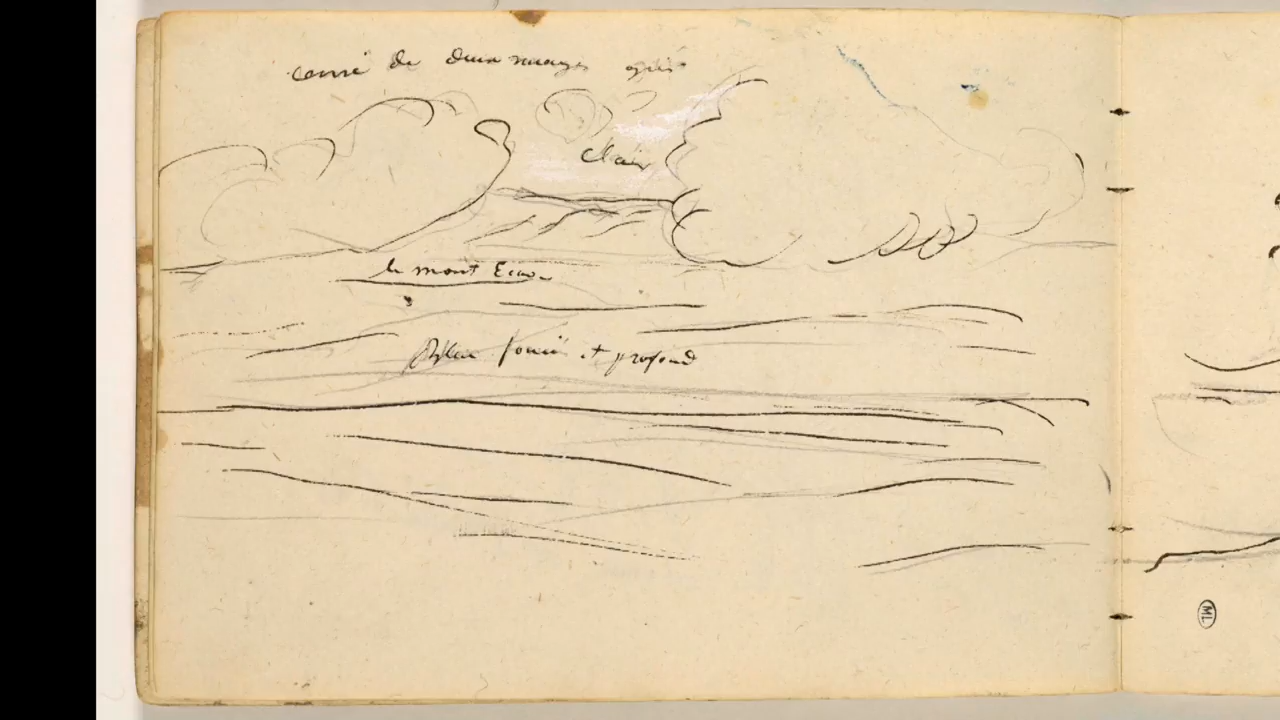 de deux nuages gris
clair
le mont
Bleu foncé et profond
ML